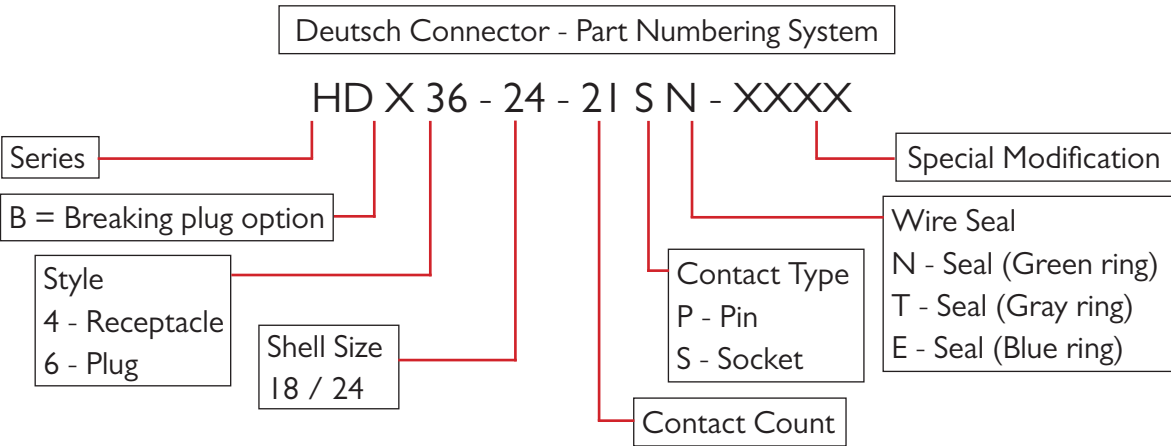 Deutsch Connector - Part Numbering System
HD X 36 - 24 - 21 S N - XXXX
Series
Special Modification
B = Breaking plug option
Wire Seal
N - Seal (Green ring)
T - Seal (Gray ring)
E - Seal (Blue ring)
Style
4 - Receptacle
6 - Plug
Contact Type
P - Pin
S - Socket
Shell Size
18 / 24
Contact Count